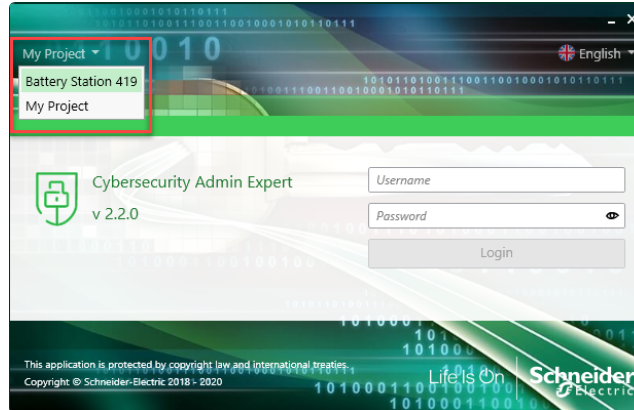 My Project
English
Battery Station 419
My Project
Cybersecurity Admin Expert
v 2.2.0
Username
Password
Login
This application is protected by copyright law and international treaties.
Copyright © Schneider-Electric 2018 - 2020
Life Is On
Schneider
Electric